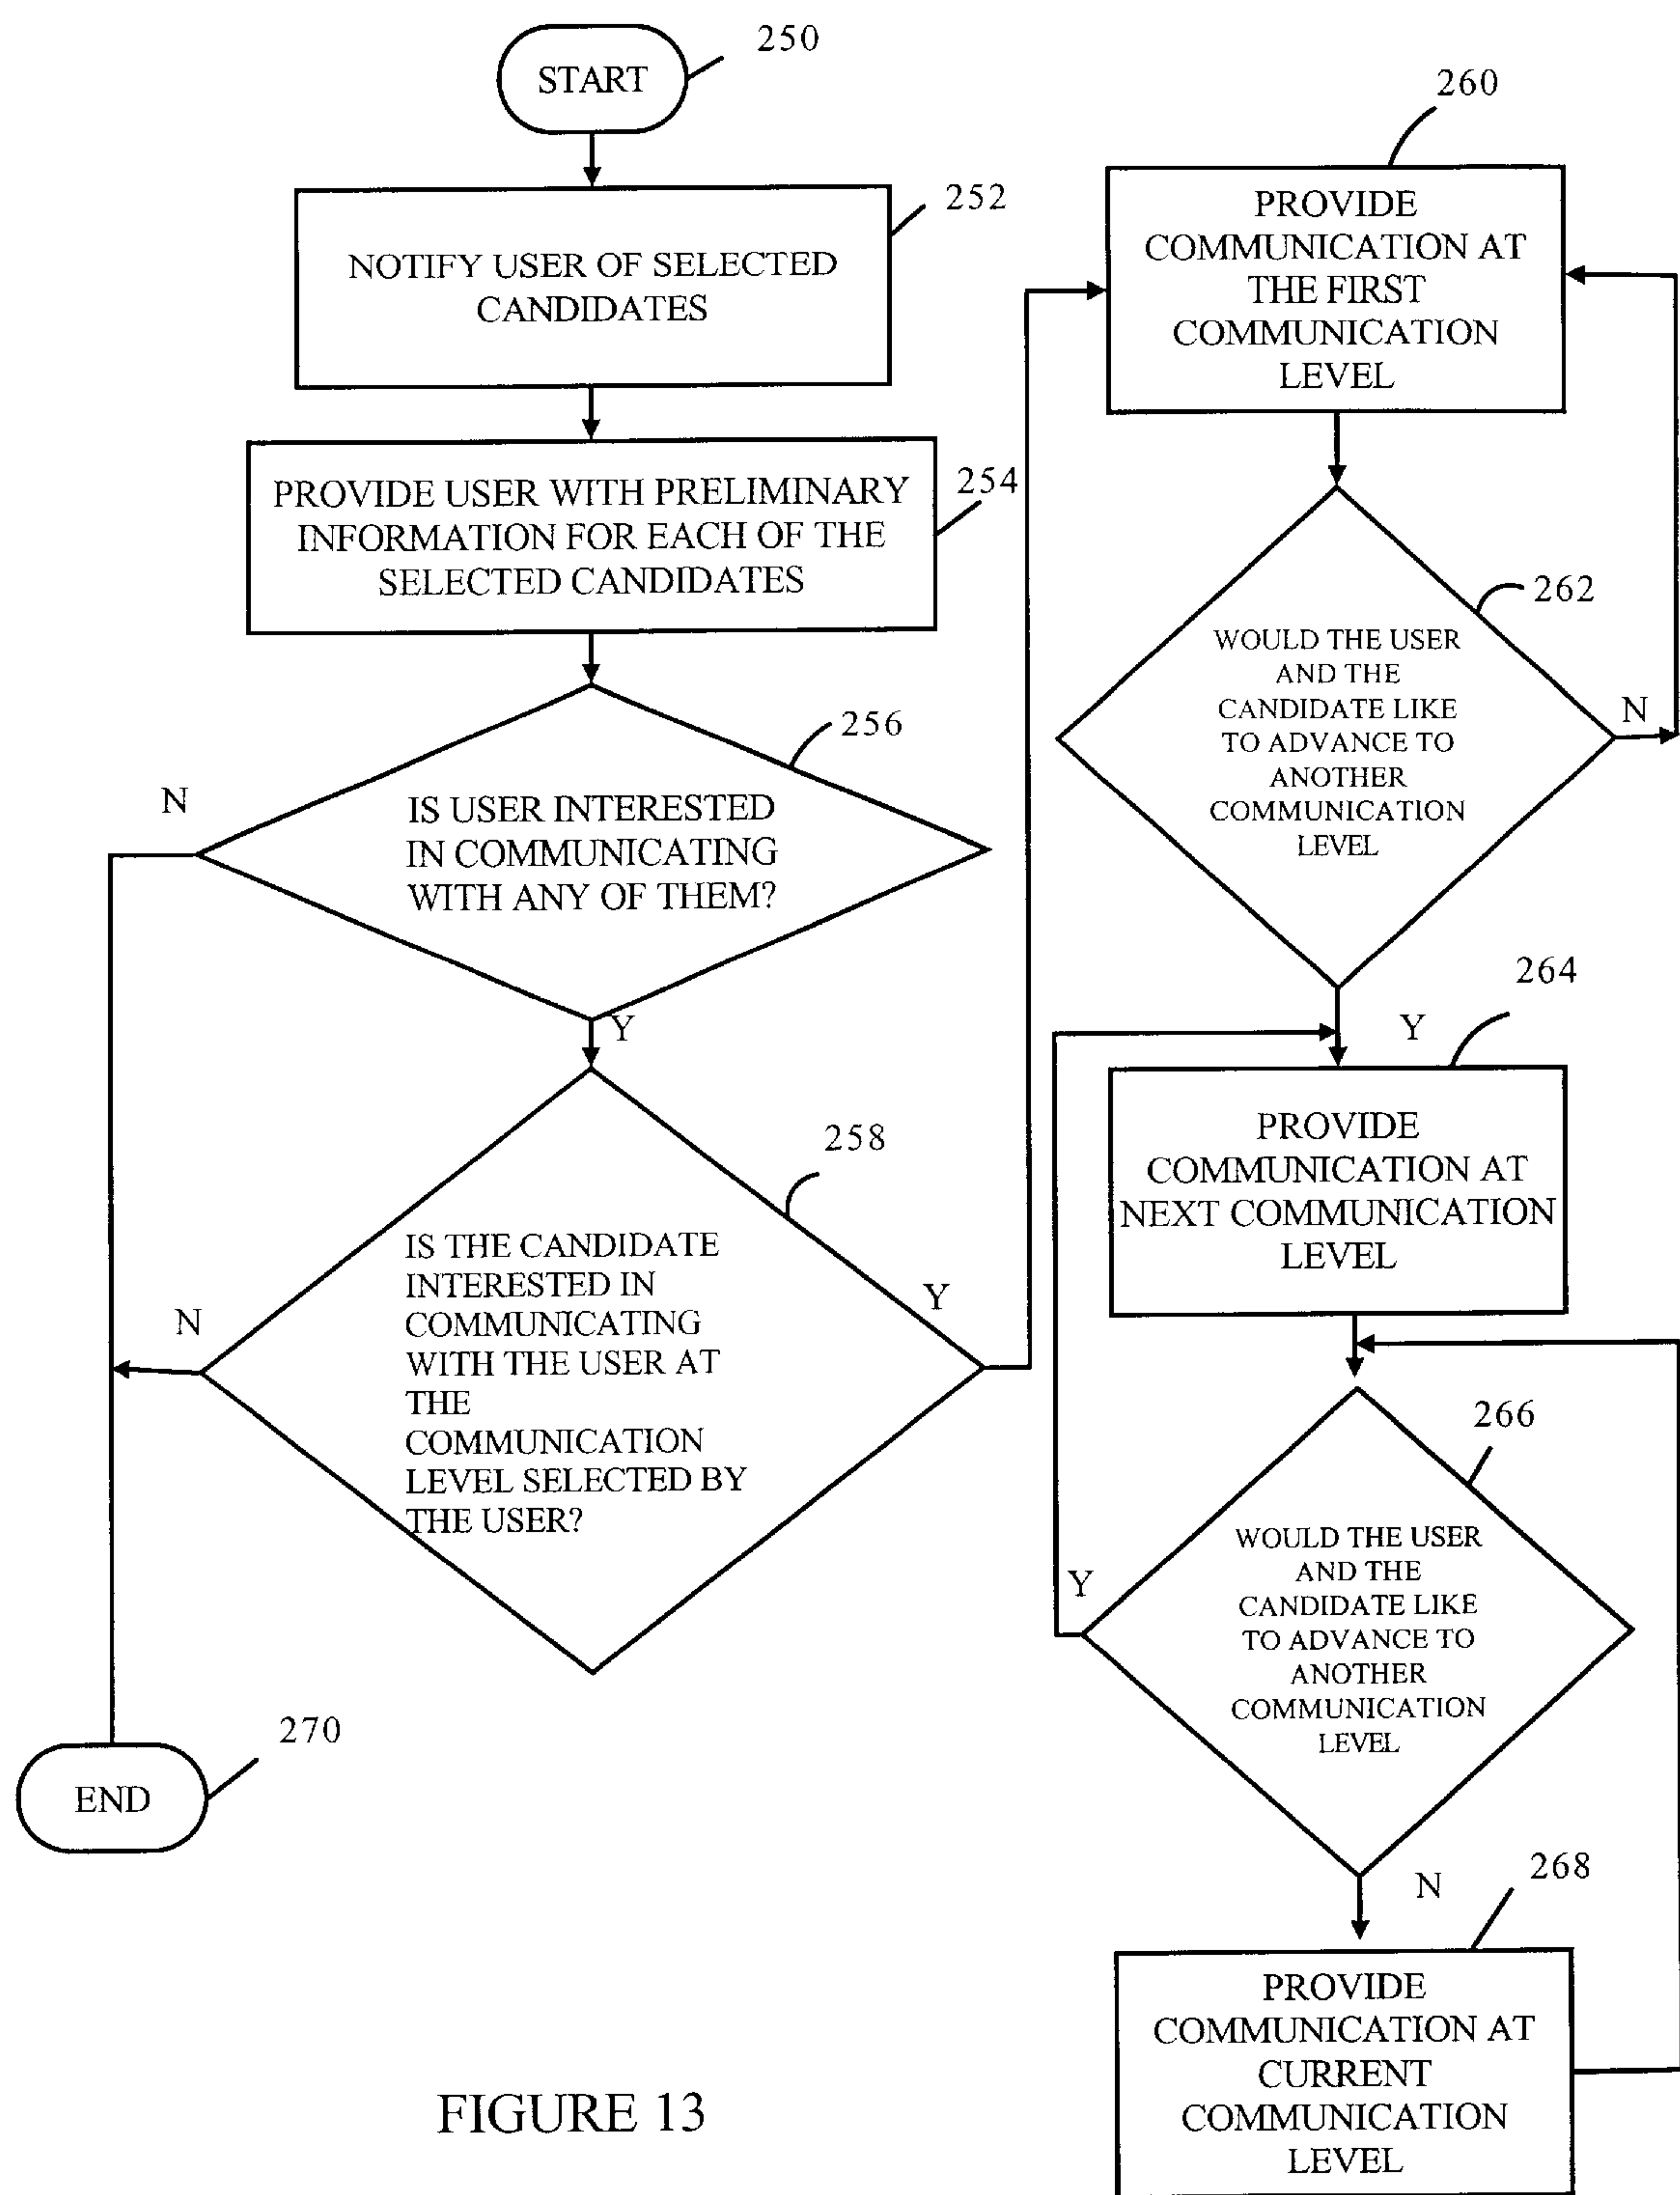 250
START
252
NOTIFY USER OF SELECTED
CANDIDATES
254
PROVIDE USER WITH PRELIMINARY
INFORMATION FOR EACH OF THE
SELECTED CANDIDATES
256
N
IS USER INTERESTED
IN COMMUNICATING
WITH ANY OF THEM?
Y
258
IS THE CANDIDATE
INTERESTED IN
COMMUNICATING
WITH THE USER AT
THE
COMMUNICATION
LEVEL SELECTED BY
THE USER?
N
Y
270
END
260
PROVIDE
COMMUNICATION AT
THE FIRST
COMMUNICATION
LEVEL
262
WOULD THE USER
AND THE
CANDIDATE LIKE
TO ADVANCE TO
ANOTHER
COMMUNICATION
LEVEL
N
Y
264
PROVIDE
COMMUNICATION AT
NEXT COMMUNICATION
LEVEL
266
WOULD THE USER
AND THE
CANDIDATE LIKE
TO ADVANCE TO
ANOTHER
COMMUNICATION
LEVEL
Y
N
268
PROVIDE
COMMUNICATION AT
CURRENT
COMMUNICATION
LEVEL
FIGURE 13